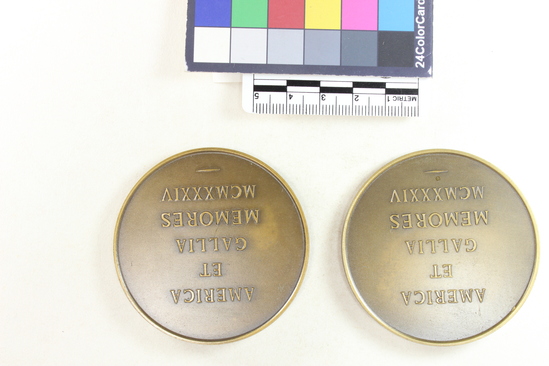 24ColorCard
METRIC 1 2 3 4 5
AMERICA
ET
GALLIA
MEMORES
MCMXXXIV
AMERICA
ET
GALLIA
MEMORES
MCMXXXIV